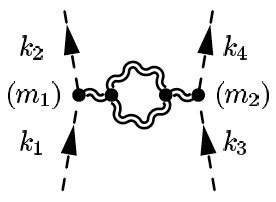 k₂ k₄
(m₁) (m₂)
k₁ k₃